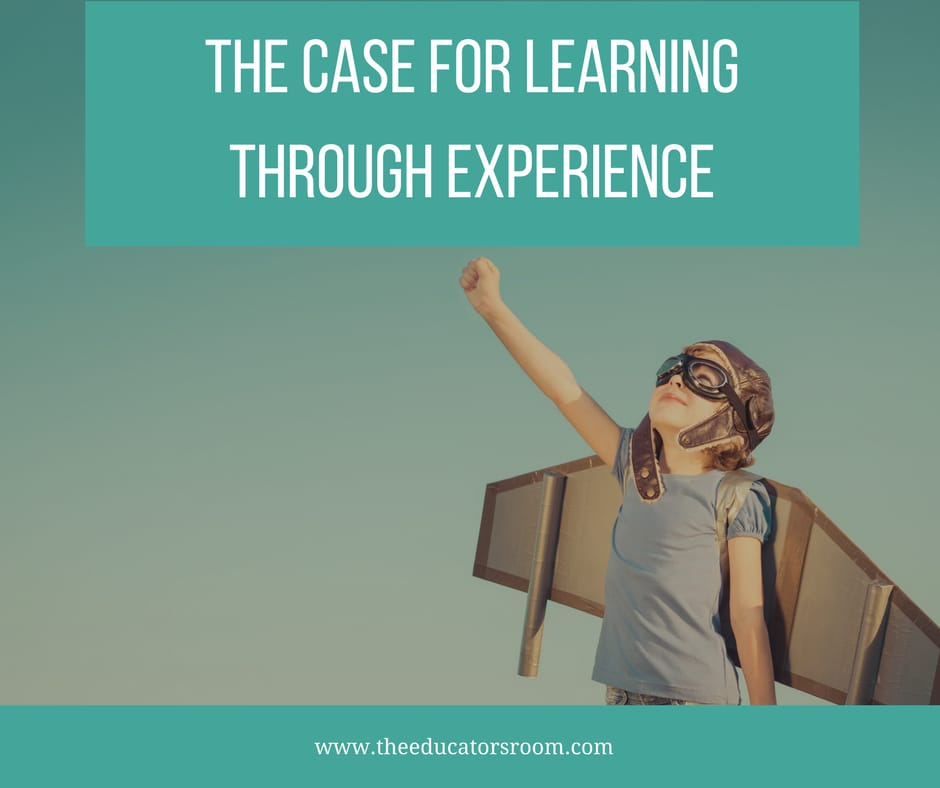 THE CASE FOR LEARNING
THROUGH EXPERIENCE
www.theeducatorsroom.com